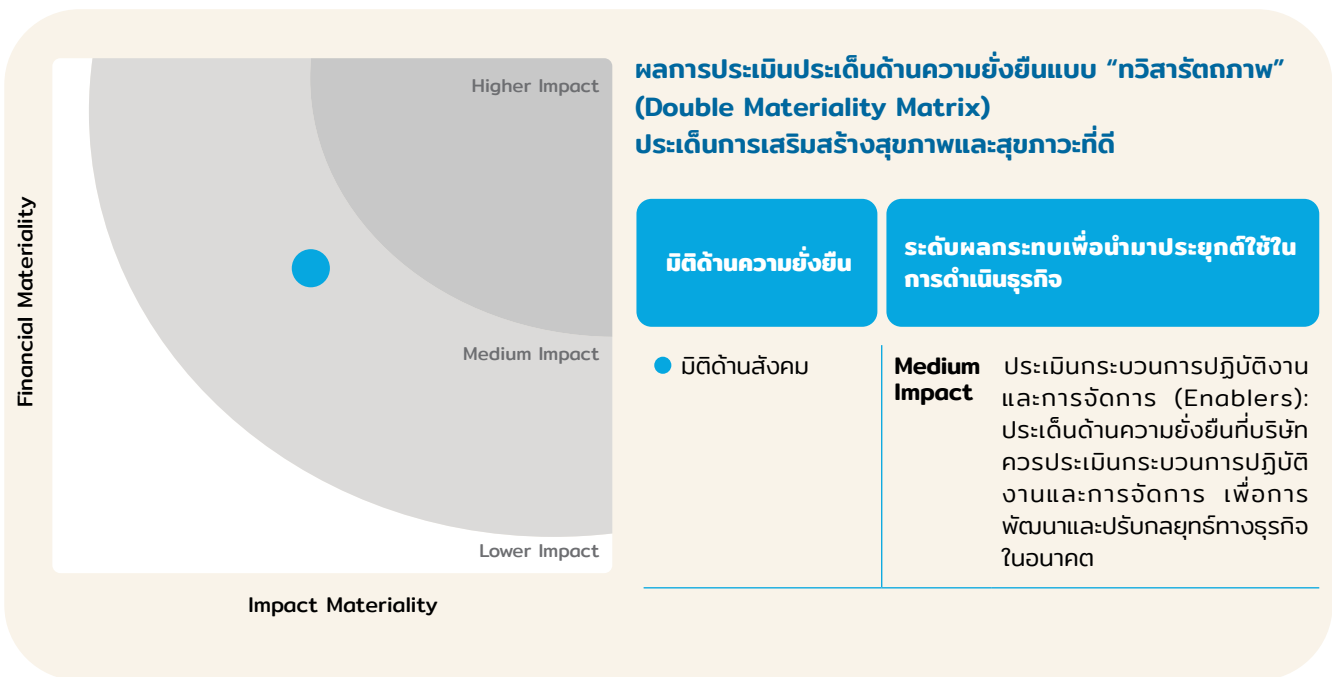 Higher Impact
Medium Impact
Lower Impact
Financial Materiality
Impact Materiality
ผลการประเมินประเด็นด้านความยั่งยืนแบบ “ทวิสารัตถภาพ”
(Double Materiality Matrix)
ประเด็นการเสริมสร้างสุขภาพและสุขภาวะที่ดี
มิติด้านความยั่งยืน
ระดับผลกระทบเพื่อนำมาประยุกต์ใช้ใน
การดำเนินธุรกิจ
มิติด้านสังคม
Medium
Impact
ประเมินกระบวนการปฏิบัติงาน
และการจัดการ (Enablers):
ประเด็นด้านความยั่งยืนที่บริษัท
ควรประเมินกระบวนการปฏิบัติ
งานและการจัดการ เพื่อการ
พัฒนาและปรับกลยุทธ์ทางธุรกิจ
ในอนาคต